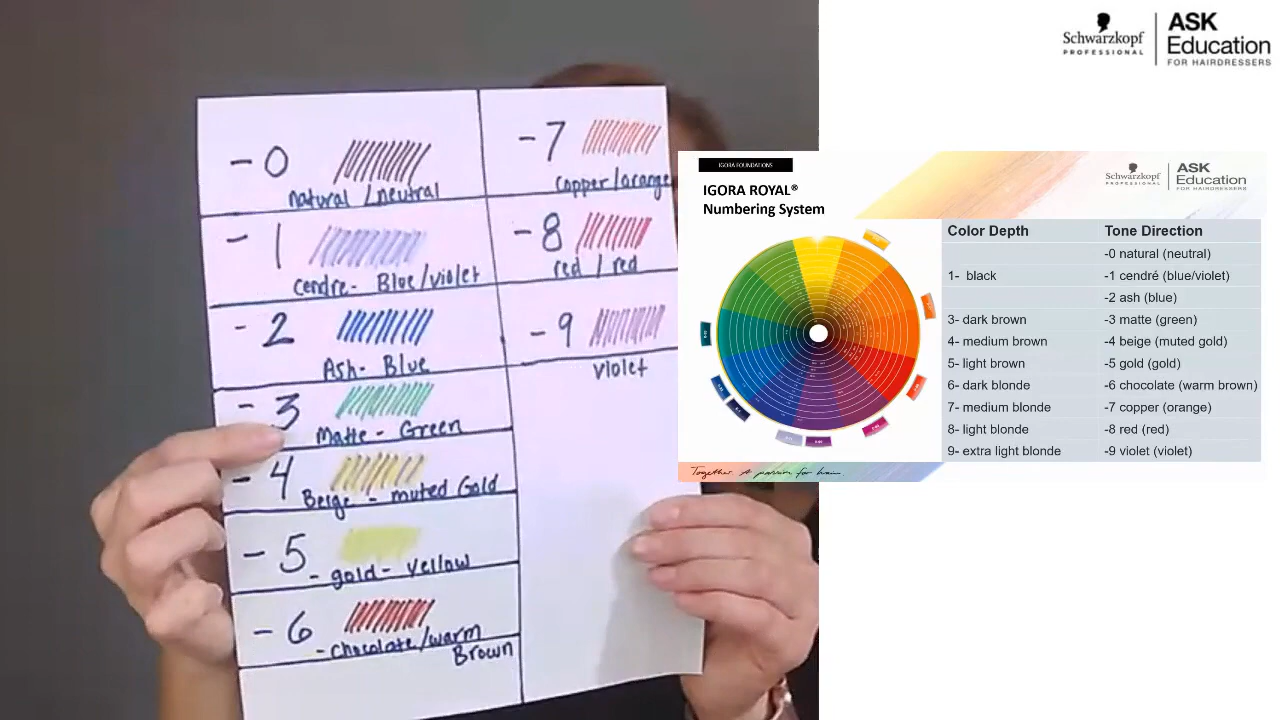 Schwarzkopf
PROFESSIONAL
ASK
Education
FOR HAIRDRESSERS
-0
natural / neutral
-1
cendre- Blue/violet
-2
Ash- Blue
-3
Matte - Green
-4
Beige - muted Gold
-5
- gold - yellow
-6
- chocolate/warm
Brown
-7
copper/orange
-8
red / red
-9
violet
IGORA FOUNDATIONS
IGORA ROYAL®
Numbering System
Schwarzkopf
PROFESSIONAL
ASK
Education
FOR HAIRDRESSERS
Color Depth Tone Direction
-0 natural (neutral)
1- black -1 cendré (blue/violet)
-2 ash (blue)
3- dark brown -3 matte (green)
4- medium brown -4 beige (muted gold)
5- light brown -5 gold (gold)
6- dark blonde -6 chocolate (warm brown)
7- medium blonde -7 copper (orange)
8- light blonde -8 red (red)
9- extra light blonde -9 violet (violet)
Together. A passion for hair.